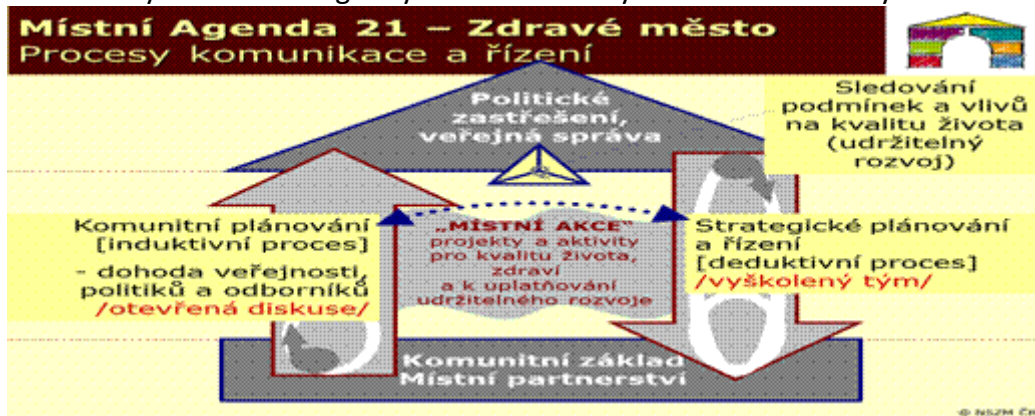 Místní Agenda 21 – Zdravé město
Procesy komunikace a řízení
Politické
zastřešení,
veřejná správa
Sledování
podmínek a vlivů
na kvalitu života
(udržitelný
rozvoj)
Komunitní plánování
[induktivní proces]
- dohoda veřejnosti,
politiků a odborníků
/otevřená diskuse/
„MÍSTNÍ AKCE"
projekty a aktivity
pro kvalitu života,
zdraví
a k uplatňování
udržitelného rozvoje
Strategické plánování
a řízení
[deduktivní proces]
/vyškolený tým/
Komunitní základ
Místní partnerství
© NSZM